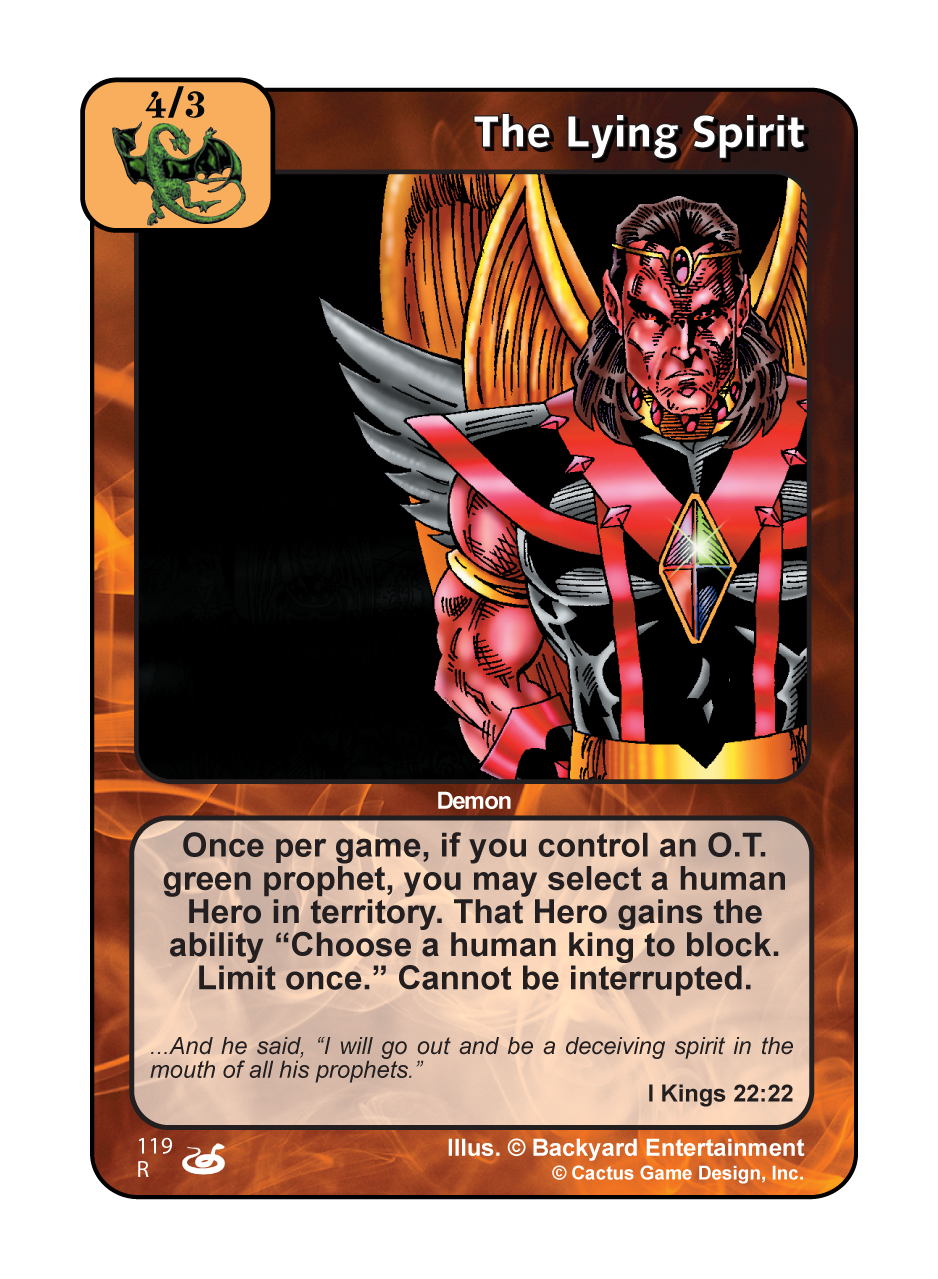 4/3
The Lying Spirit
Demon
Once per game, if you control an O.T.
green prophet, you may select a human
Hero in territory. That Hero gains the
ability “Choose a human king to block.
Limit once.” Cannot be interrupted.
...And he said, “I will go out and be a deceiving spirit in the
mouth of all his prophets.”
I Kings 22:22
119
R
Illus. © Backyard Entertainment
© Cactus Game Design, Inc.